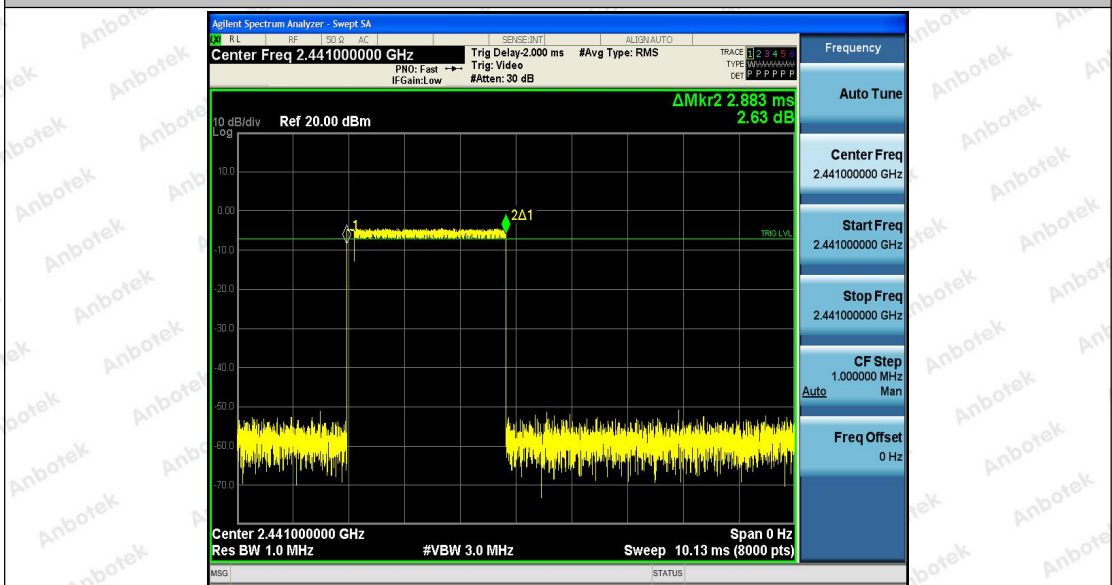 Agilent Spectrum Analyzer - Swept SA
RL RF 50 Ω AC SENSE:INT ALIGN AUTO
Center Freq 2.441000000 GHz
PNO: Fast
IFGain:Low
Trig Delay-2.000 ms
Trig: Video
#Atten: 30 dB
#Avg Type: RMS
TRACE 1 2 3 4 5 6
TYPE
DET P P P P P P
ΔMkr2 2.883 ms
2.63 dB
10 dB/div Ref 20.00 dBm
Log
10.0
0.00
-10.0
-20.0
-30.0
-40.0
-50.0
-60.0
-70.0
1
2Δ1
TRIG LVL
Center 2.441000000 GHz Span 0 Hz
Res BW 1.0 MHz #VBW 3.0 MHz Sweep 10.13 ms (8000 pts)
MSG STATUS
Frequency
Auto Tune
Center Freq
2.441000000 GHz
Start Freq
2.441000000 GHz
Stop Freq
2.441000000 GHz
CF Step
1.000000 MHz
Auto Man
Freq Offset
0 Hz
Anbotek